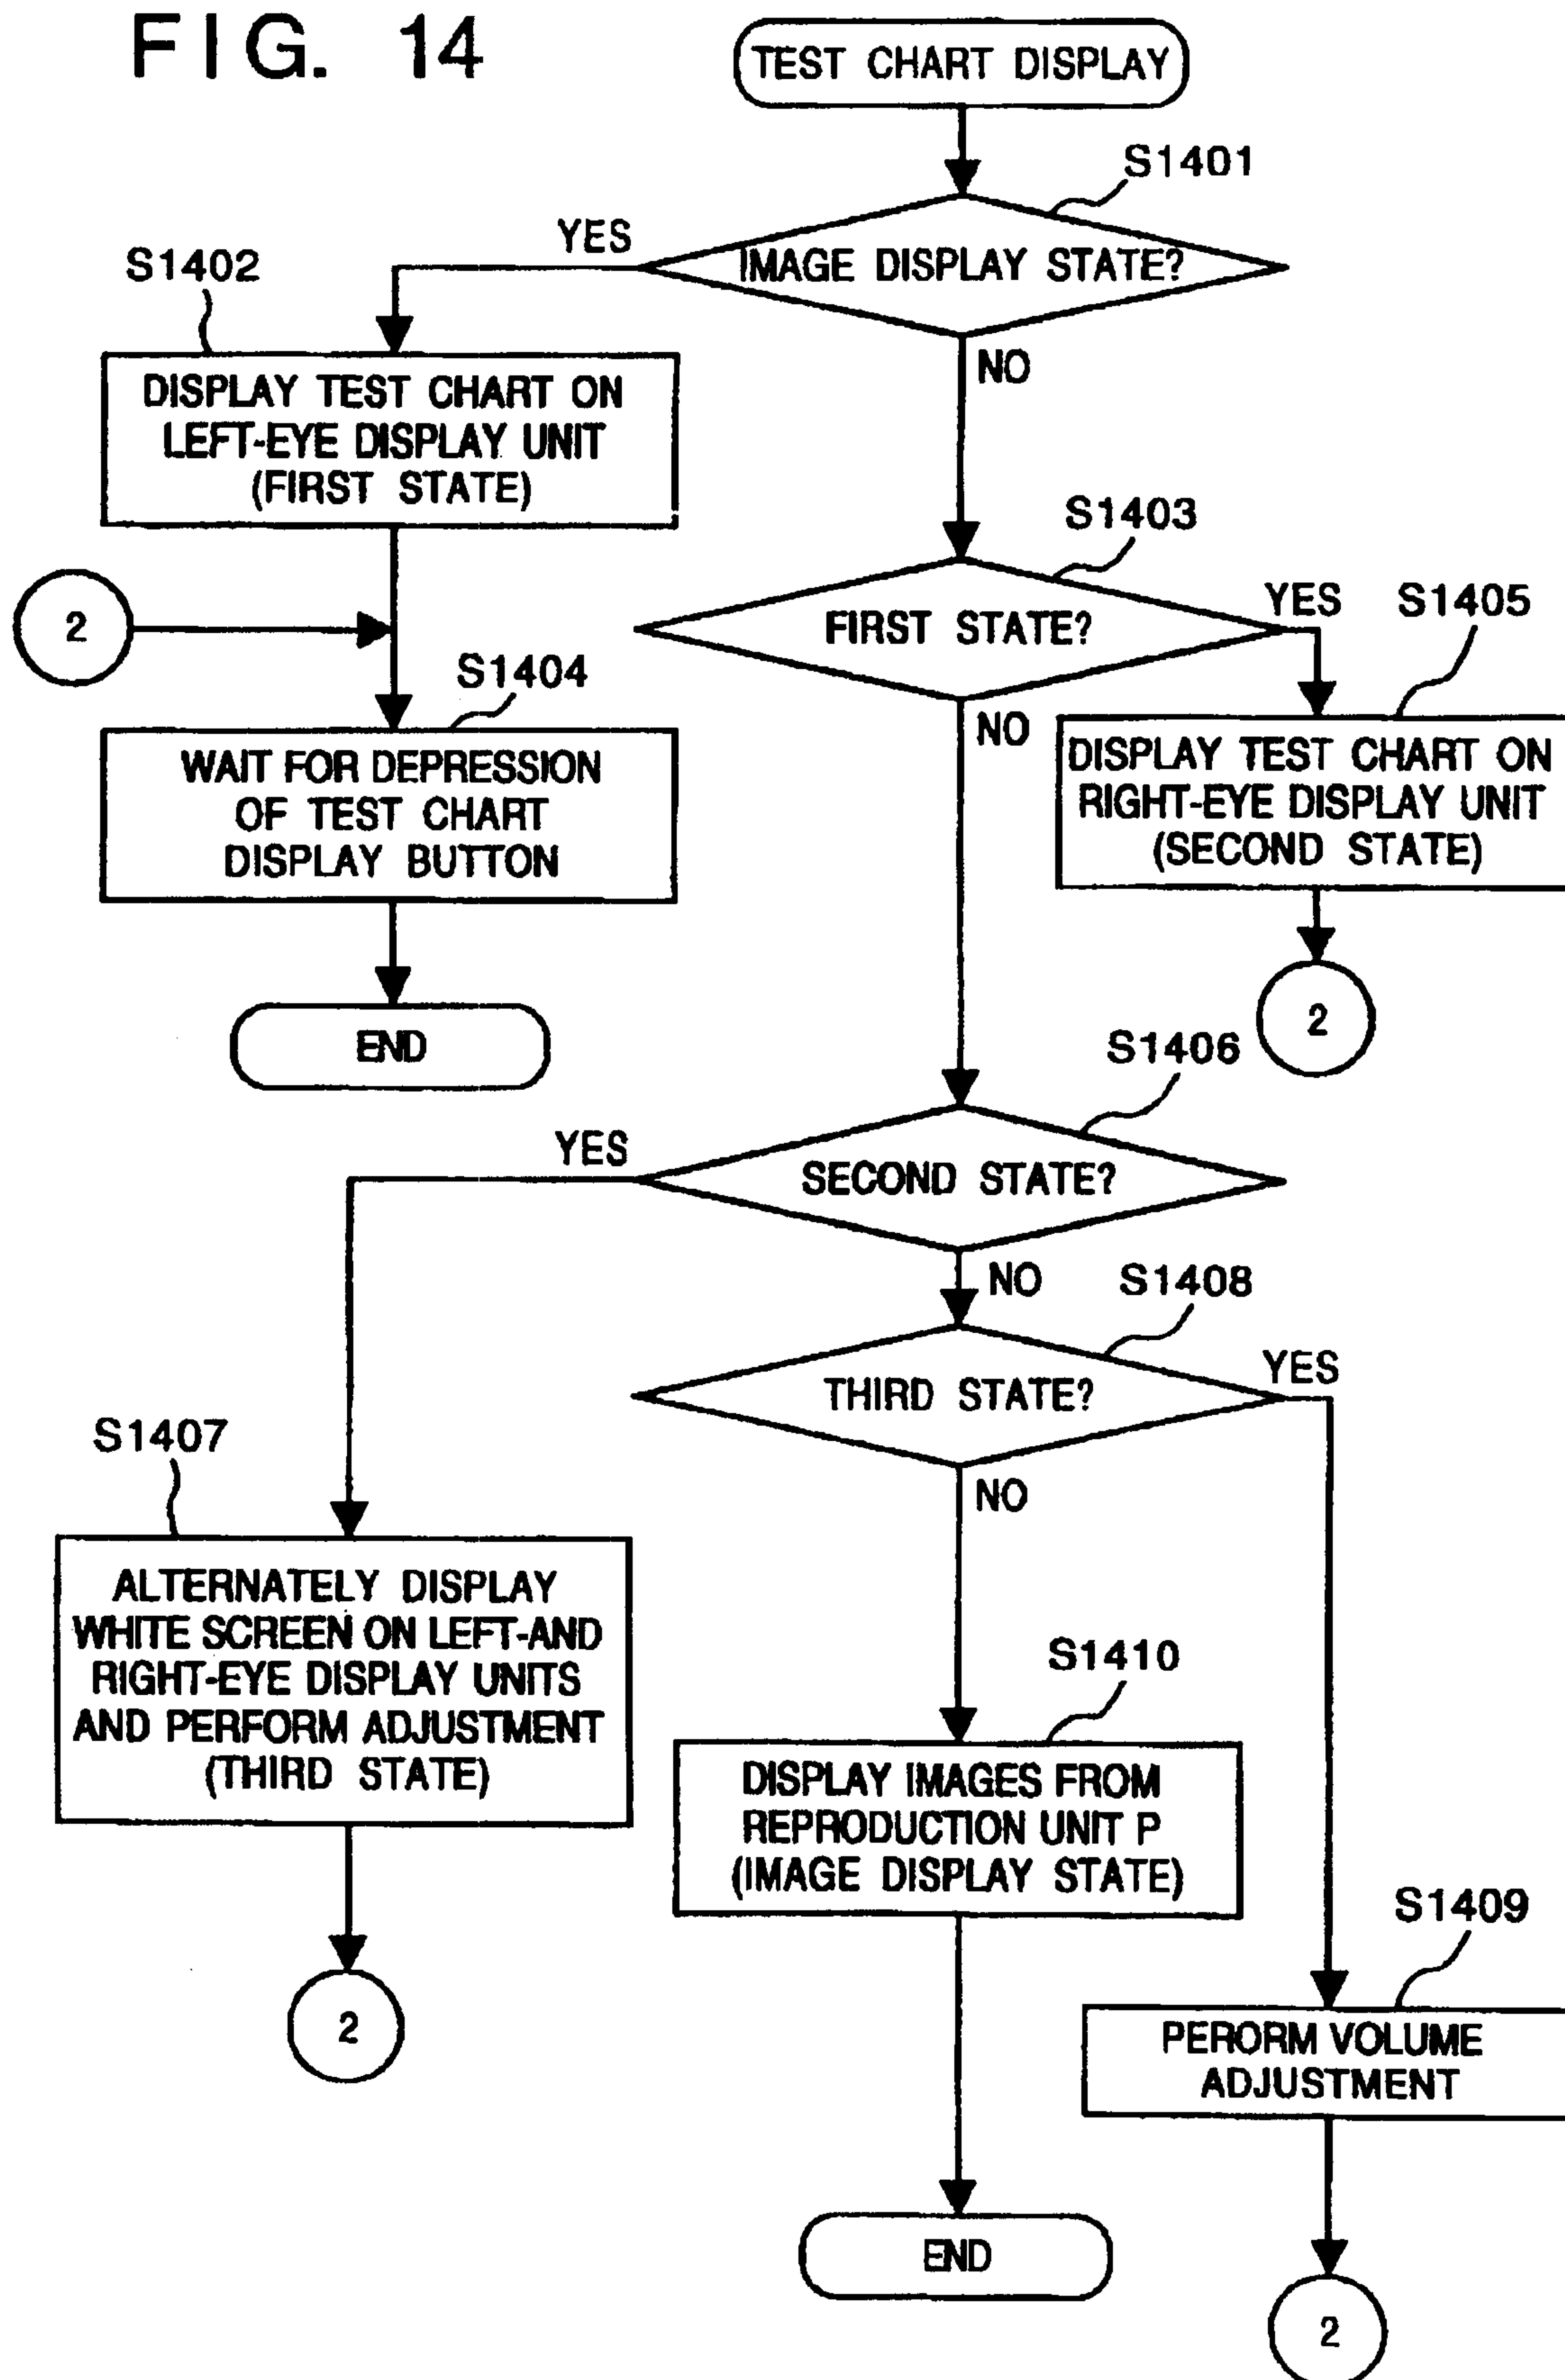 FIG. 14
TEST CHART DISPLAY
S1401
IMAGE DISPLAY STATE?
YES
NO
S1402
DISPLAY TEST CHART ON
LEFT-EYE DISPLAY UNIT
(FIRST STATE)
2
S1404
WAIT FOR DEPRESSION
OF TEST CHART
DISPLAY BUTTON
END
S1403
FIRST STATE?
YES
NO
S1405
DISPLAY TEST CHART ON
RIGHT-EYE DISPLAY UNIT
(SECOND STATE)
2
S1406
SECOND STATE?
YES
NO
S1407
ALTERNATELY DISPLAY
WHITE SCREEN ON LEFT-AND
RIGHT-EYE DISPLAY UNITS
AND PERFORM ADJUSTMENT
(THIRD STATE)
2
S1408
THIRD STATE?
YES
NO
S1410
DISPLAY IMAGES FROM
REPRODUCTION UNIT P
(IMAGE DISPLAY STATE)
END
S1409
PERORM VOLUME
ADJUSTMENT
2